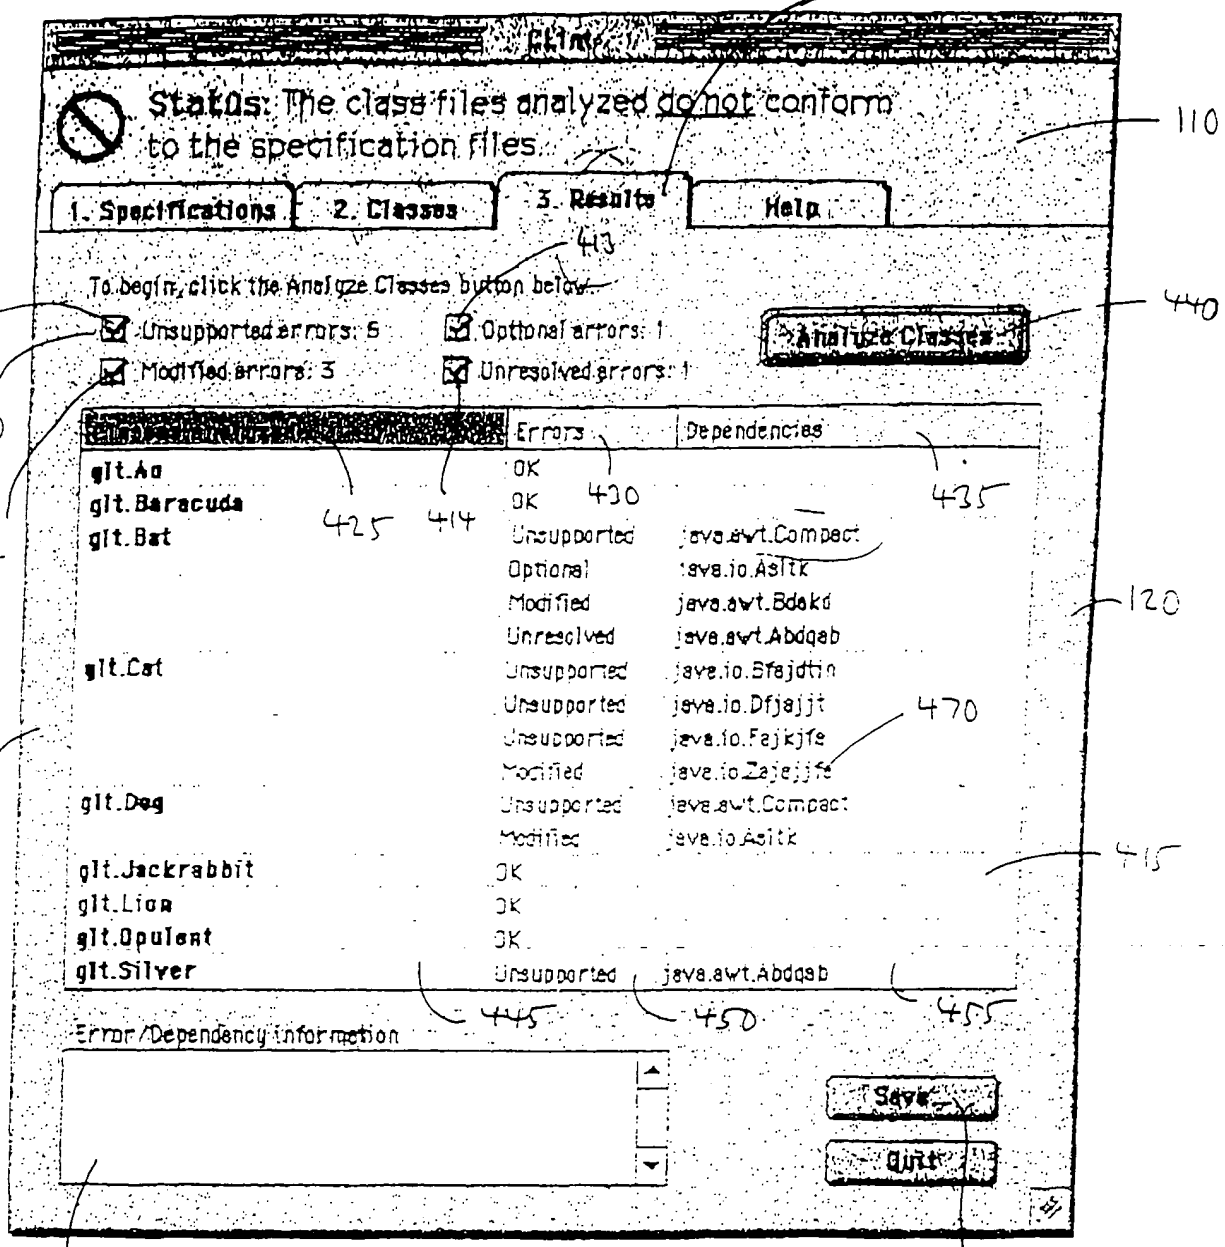 Status: The class files analyzed do not conform
to the specification files.
110
1. Specifications 2. Classes 3. Results Help
413
To begin, click the Analyze Classes button below.
440
Unsupported errors: 6 Optional errors: 1 Analyze Classes
Modified errors: 3 Unresolved errors: 1
Errors Dependencies
glt.Aa OK
430 435
glt.Baracuda OK
425 414
glt.Bat Unsupported java.awt.Compact
Optional java.io.Asltk
Modified java.awt.Bdakd
120
Unresolved java.awt.Abdqab
glt.Cat Unsupported java.io.Bfajdtin
Unsupported java.io.Dfjajjt
470
Unsupported java.io.Fajkjfa
Modified java.io.Zajajjfa
glt.Dog Unsupported java.awt.Compact
Modified java.io.Asltk
415
glt.Jackrabbit OK
glt.Lion OK
glt.Opulent OK
glt.Silver Unsupported java.awt.Abdqab
445 450 455
Error/Dependency information
Save
Quit